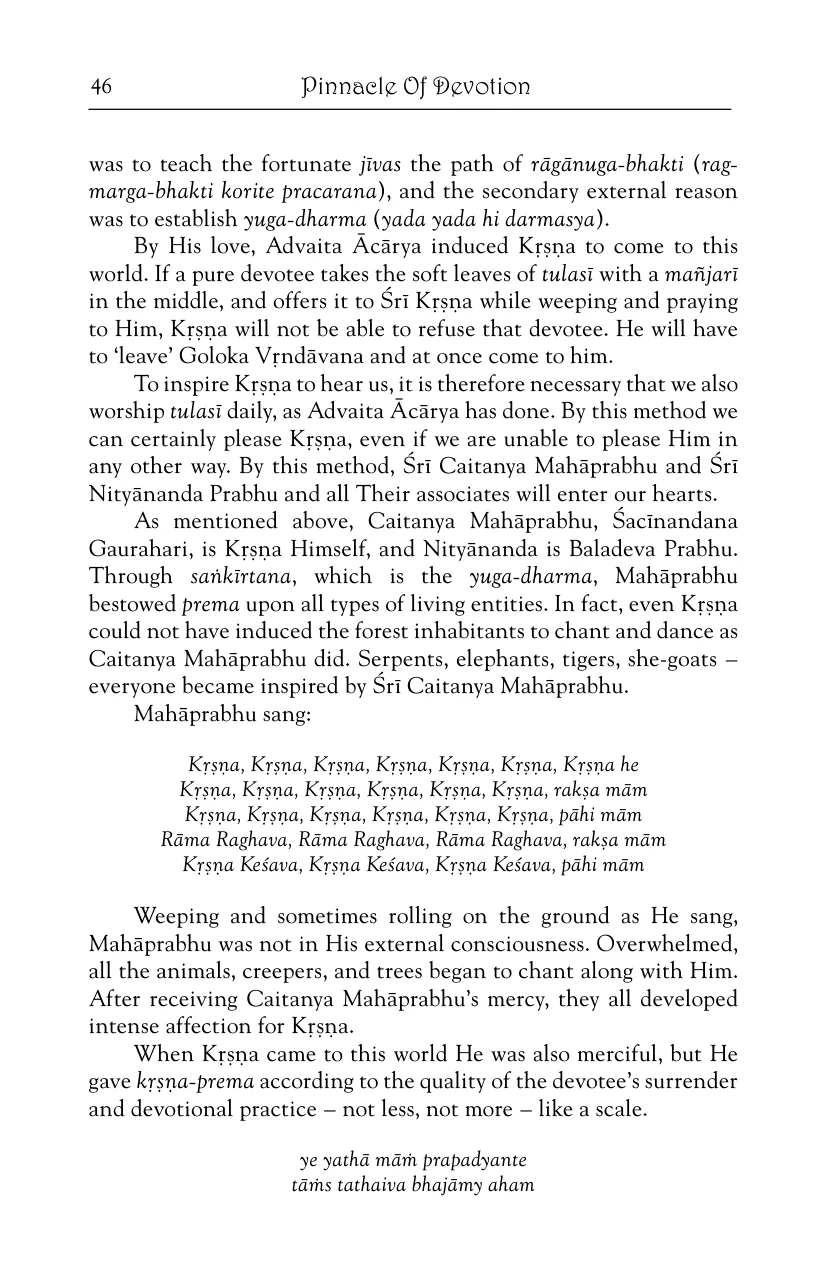 46 Pinnacle Of Devotion
was to teach the fortunate jīvas the path of rāgānuga-bhakti (rag-
marga-bhakti korite pracarana), and the secondary external reason
was to establish yuga-dharma (yada yada hi darmasya).
By His love, Advaita Ācārya induced Kṛṣṇa to come to this
world. If a pure devotee takes the soft leaves of tulasī with a mañjarī
in the middle, and offers it to Śrī Kṛṣṇa while weeping and praying
to Him, Kṛṣṇa will not be able to refuse that devotee. He will have
to ‘leave’ Goloka Vṛndāvana and at once come to him.
To inspire Kṛṣṇa to hear us, it is therefore necessary that we also
worship tulasī daily, as Advaita Ācārya has done. By this method we
can certainly please Kṛṣṇa, even if we are unable to please Him in
any other way. By this method, Śrī Caitanya Mahāprabhu and Śrī
Nityānanda Prabhu and all Their associates will enter our hearts.
As mentioned above, Caitanya Mahāprabhu, Śacīnandana
Gaurahari, is Kṛṣṇa Himself, and Nityānanda is Baladeva Prabhu.
Through saṅkīrtana, which is the yuga-dharma, Mahāprabhu
bestowed prema upon all types of living entities. In fact, even Kṛṣṇa
could not have induced the forest inhabitants to chant and dance as
Caitanya Mahāprabhu did. Serpents, elephants, tigers, she-goats –
everyone became inspired by Śrī Caitanya Mahāprabhu.
Mahāprabhu sang:
Kṛṣṇa, Kṛṣṇa, Kṛṣṇa, Kṛṣṇa, Kṛṣṇa, Kṛṣṇa, Kṛṣṇa he
Kṛṣṇa, Kṛṣṇa, Kṛṣṇa, Kṛṣṇa, Kṛṣṇa, Kṛṣṇa, rakṣa mām
Kṛṣṇa, Kṛṣṇa, Kṛṣṇa, Kṛṣṇa, Kṛṣṇa, Kṛṣṇa, pāhi mām
Rāma Raghava, Rāma Raghava, Rāma Raghava, rakṣa mām
Kṛṣṇa Keśava, Kṛṣṇa Keśava, Kṛṣṇa Keśava, pāhi mām
Weeping and sometimes rolling on the ground as He sang,
Mahāprabhu was not in His external consciousness. Overwhelmed,
all the animals, creepers, and trees began to chant along with Him.
After receiving Caitanya Mahāprabhu’s mercy, they all developed
intense affection for Kṛṣṇa.
When Kṛṣṇa came to this world He was also merciful, but He
gave kṛṣṇa-prema according to the quality of the devotee’s surrender
and devotional practice – not less, not more – like a scale.
ye yathā māṁ prapadyante
tāṁs tathaiva bhajāmy aham